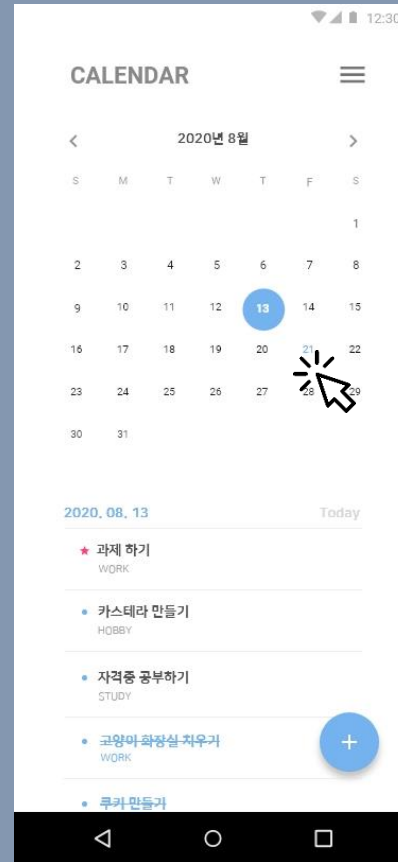 12:30
CALENDAR
2020년 8월
S M T W T F S
1
2 3 4 5 6 7 8
9 10 11 12 13 14 15
16 17 18 19 20 21 22
23 24 25 26 27 28 29
30 31
2020. 08. 13 Today
과제 하기
WORK
카스테라 만들기
HOBBY
자격증 공부하기
STUDY
고양이 화장실 치우기
WORK
쿠키 만들기